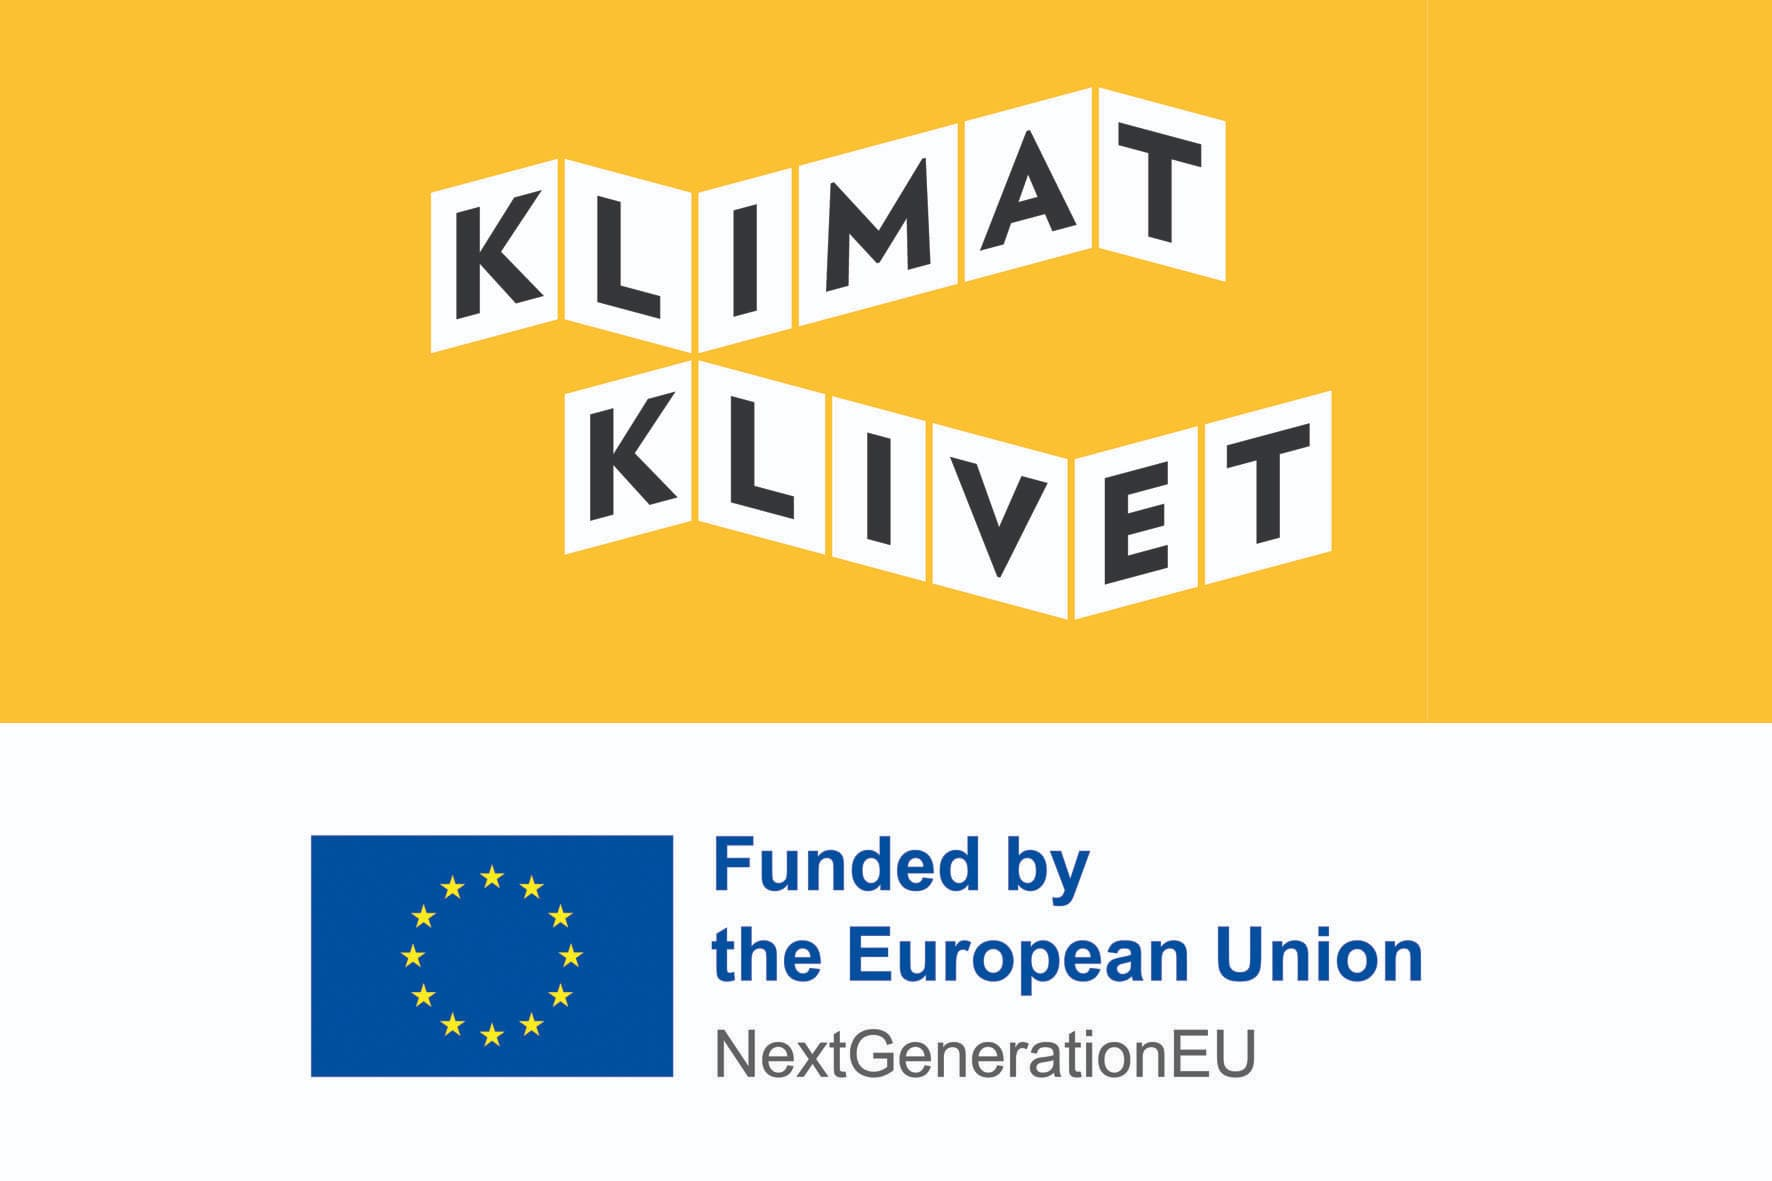 KLIMAT
KLIVET
Funded by
the European Union
NextGenerationEU